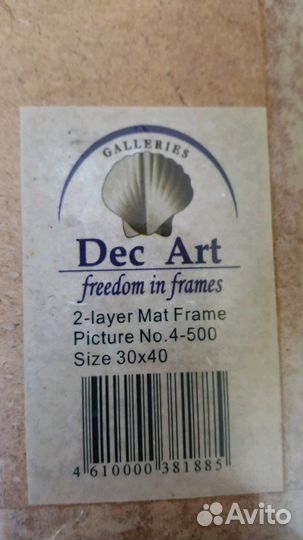 GALLERIES
Dec Art
freedom in frames
2-layer Mat Frame
Picture No.4-500
Size 30x40
4 610000 381885
Avito